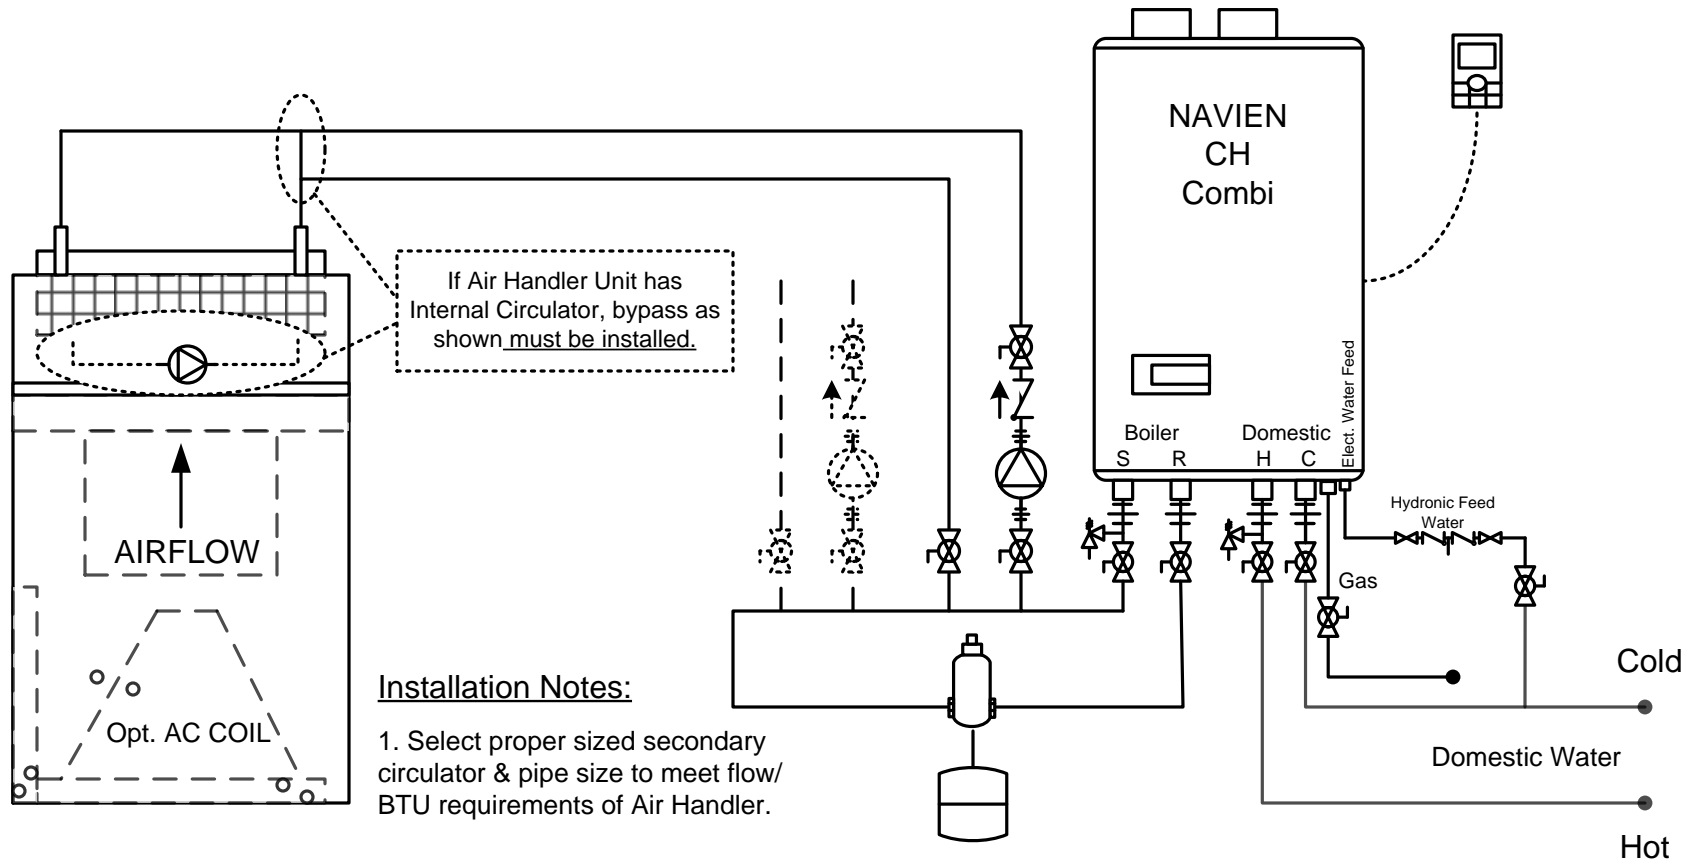 NAVIEN
CH
Combi
If Air Handler Unit has
Internal Circulator, bypass as
shown must be installed.
Elect. Water Feed
Boiler
S R
Domestic
H C
Hydronic Feed
Water
Gas
AIRFLOW
Opt. AC COIL
Installation Notes:
1. Select proper sized secondary
circulator & pipe size to meet flow/
BTU requirements of Air Handler.
Cold
Domestic Water
Hot